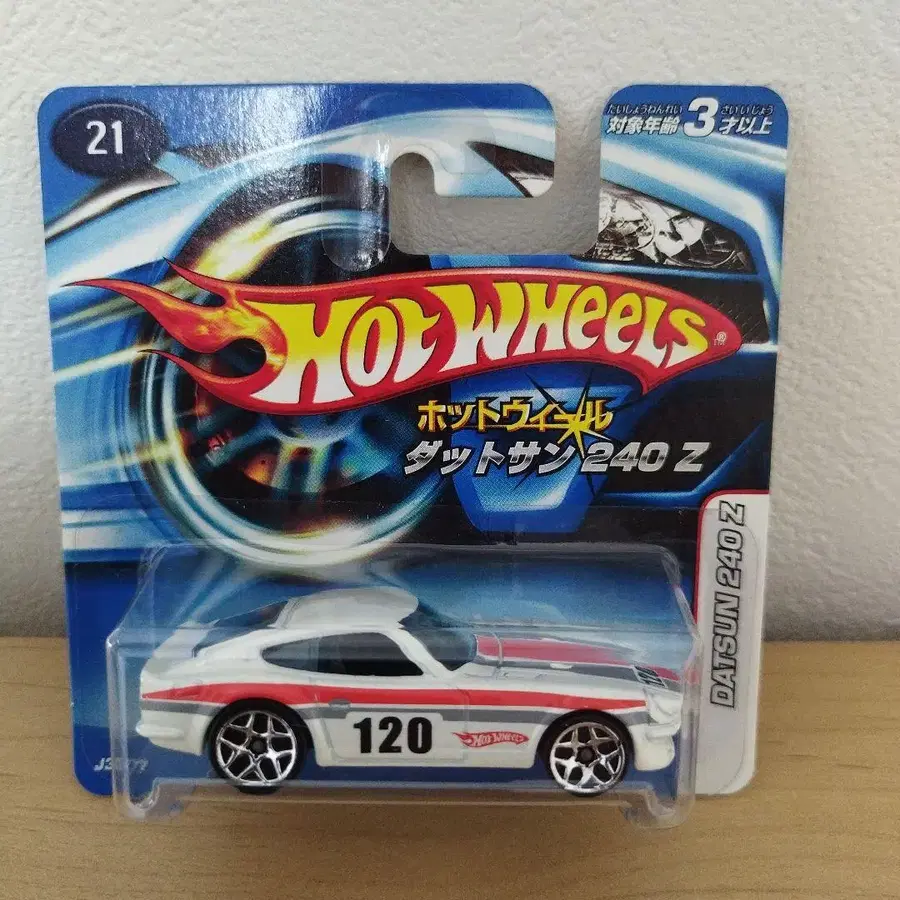 21
たいしょうねんれい さいいじょう
対象年齢 3才以上
HOT WHEELS
®
ホットウィール
ダットサン 240 Z
DATSUN 240 Z
120
HOT WHEELS
120